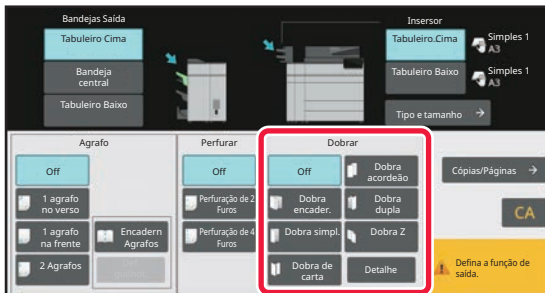 Bandejas Saída
Tabuleiro Cima
Bandeja
central
Tabuleiro Baixo
Insersor
Tabuleiro.Cima
Simples 1
A3
Tabuleiro Baixo
Simples 1
A3
Tipo e tamanho
Agrafo
Off
1 agrafo
no verso
1 agrafo
na frente
2 Agrafos
Encadern
Agrafos
Perfurar
Off
Perfuração de 2
Furos
Perfuração de 4
Furos
Dobrar
Off
Dobra
acordeão
Dobra
encader.
Dobra
dupla
Dobra simpl.
Dobra Z
Dobra de
carta
Detalhe
Cópias/Páginas
CA
Defina a função de
saída.